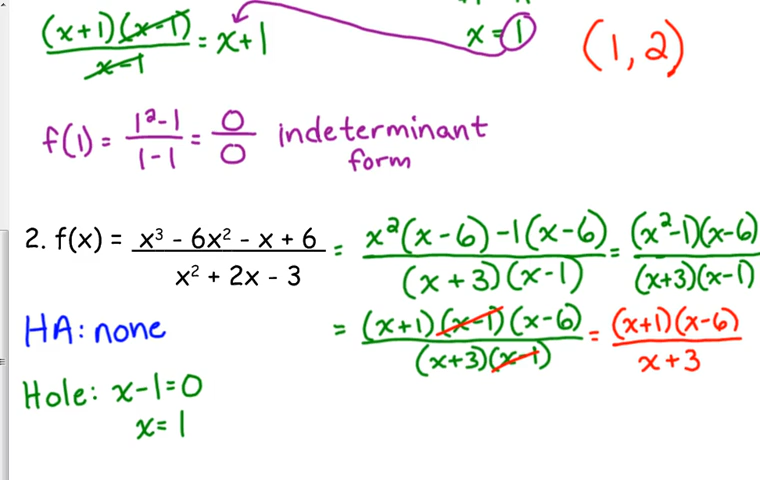 (x+1)(x-1)/x-1 = x+1
x=1
(1,2)
f(1) = 1²-1/1-1 = 0/0 indeterminant
form
2. f(x) = x³ - 6x² - x + 6/x² + 2x - 3 = x²(x-6)-1(x-6)/(x+3)(x-1) = (x²-1)(x-6)/(x+3)(x-1)
HA: none
= (x+1)(x-1)(x-6)/(x+3)(x-1) = (x+1)(x-6)/x+3
Hole: x-1=0
x=1